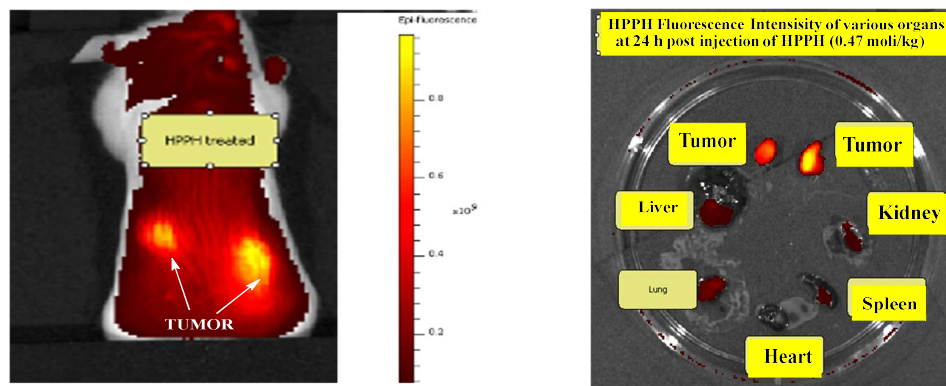 Epi-fluorescence
0.8
0.6
x10⁹
0.4
0.2
HPPH treated
TUMOR
HPPH Fluorescence Intensisity of various organs
at 24 h post injection of HPPH (0.47 moli/kg)
Tumor
Tumor
Liver
Kidney
Lung
Spleen
Heart